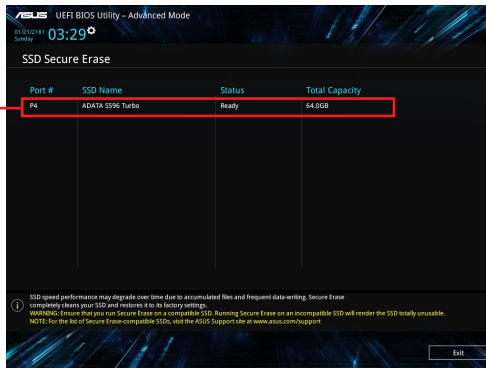 ASUS UEFI BIOS Utility – Advanced Mode
01/21/2181
Sunday
03:29
SSD Secure Erase
Port # SSD Name Status Total Capacity
P4 ADATA S596 Turbo Ready 64.0GB
SSD speed performance may degrade over time due to accumulated files and frequent data-writing. Secure Erase
completely cleans your SSD and restores it to its factory settings.
WARNING: Ensure that you run Secure Erase on a compatible SSD. Running Secure Erase on an incompatible SSD will render the SSD totally unusable.
NOTE: For the list of Secure Erase-compatible SSDs, visit the ASUS Support site at www.asus.com/support
Exit